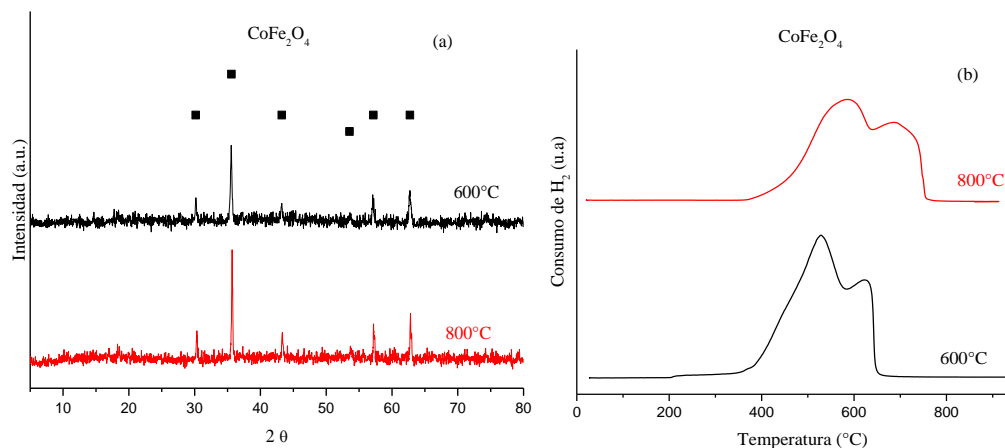 CoFe₂O₄
(a)
Intensidad (a.u.)
600°C
800°C
10 20 30 40 50 60 70 80
2 θ
CoFe₂O₄
(b)
Consumo de H₂ (u.a)
800°C
600°C
0 200 400 600 800
Temperatura (°C)